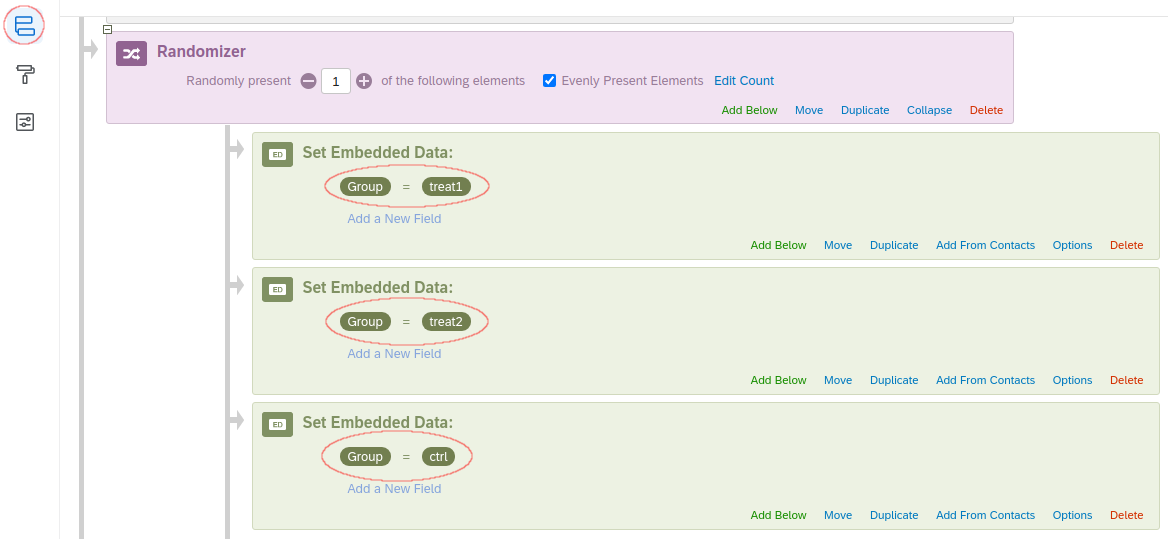 Randomizer
Randomly present 1 of the following elements Evenly Present Elements Edit Count
Add Below Move Duplicate Collapse Delete
ED Set Embedded Data:
Group = treat1
Add a New Field
Add Below Move Duplicate Add From Contacts Options Delete
ED Set Embedded Data:
Group = treat2
Add a New Field
Add Below Move Duplicate Add From Contacts Options Delete
ED Set Embedded Data:
Group = ctrl
Add a New Field
Add Below Move Duplicate Add From Contacts Options Delete